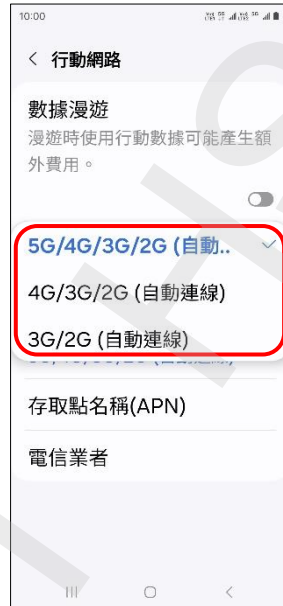 10:00
行動網路
數據漫遊
漫遊時使用行動數據可能產生額
外費用。
5G/4G/3G/2G (自動..
4G/3G/2G (自動連線)
3G/2G (自動連線)
存取點名稱(APN)
電信業者